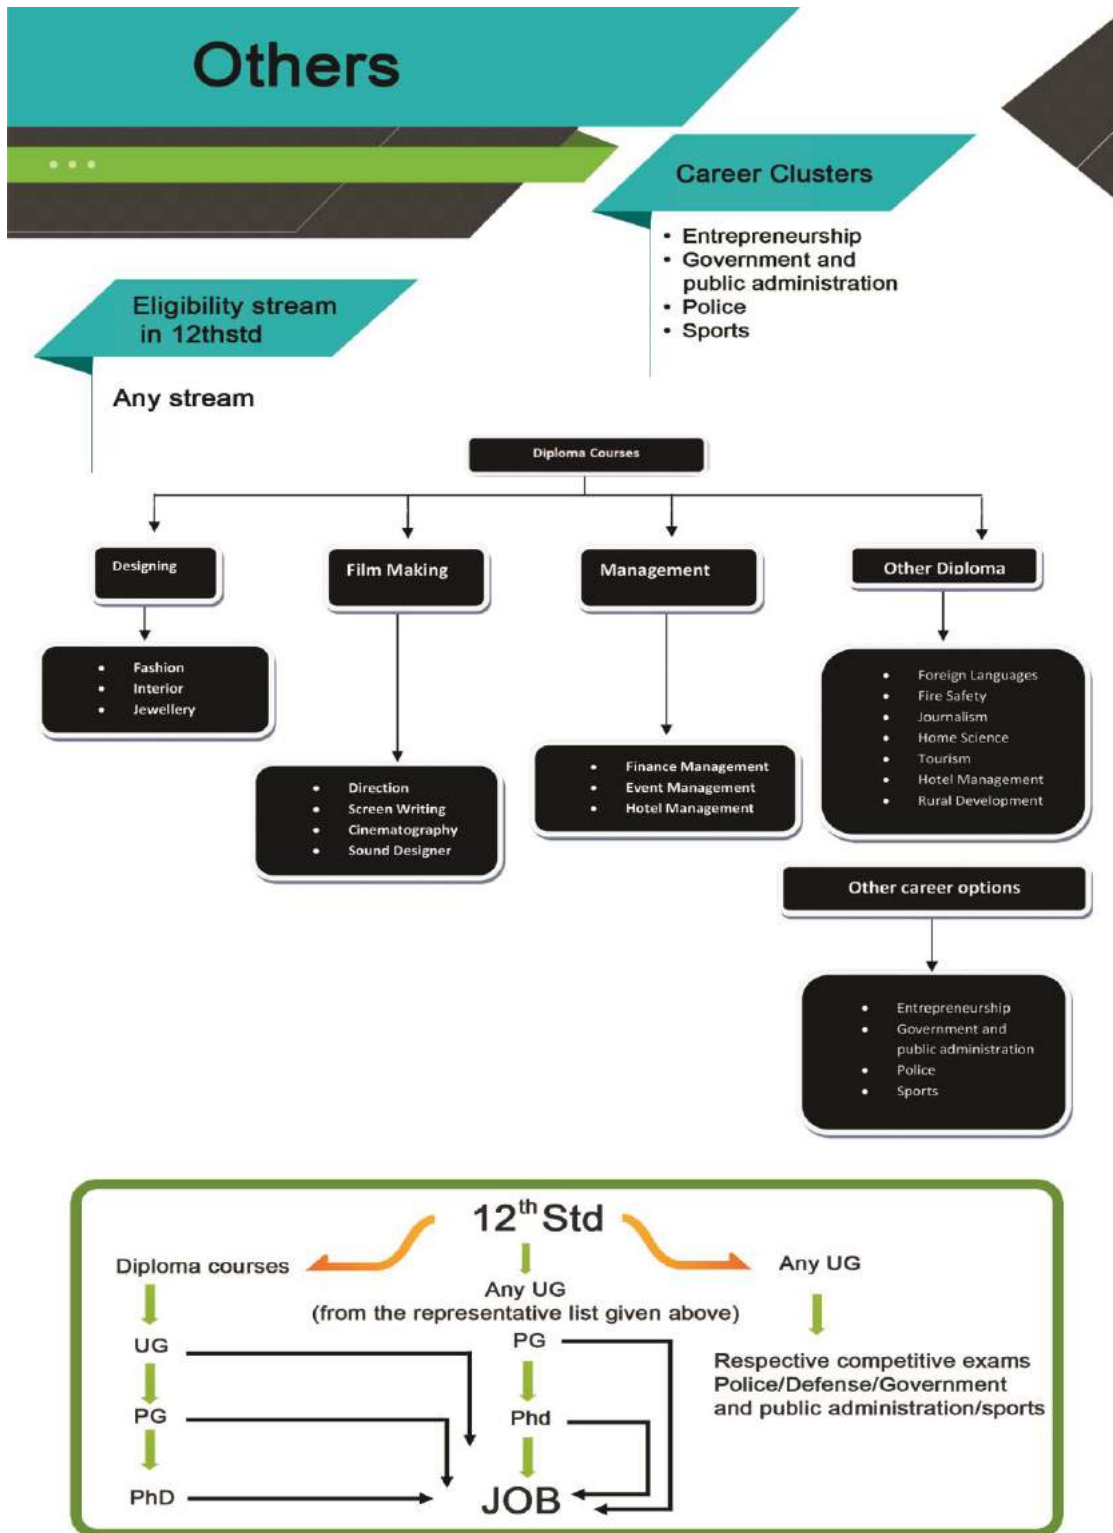 Others
Career Clusters
• Entrepreneurship
• Government and
public administration
• Police
• Sports
Eligibility stream
in 12thstd
Any stream
Diploma Courses
Designing
Film Making
Management
Other Diploma
• Fashion
• Interior
• Jewellery
• Direction
• Screen Writing
• Cinematography
• Sound Designer
• Finance Management
• Event Management
• Hotel Management
• Foreign Languages
• Fire Safety
• Journalism
• Home Science
• Tourism
• Hotel Management
• Rural Development
Other career options
• Entrepreneurship
• Government and
public administration
• Police
• Sports
12th Std
Diploma courses
UG
PG
PhD
Any UG
(from the representative list given above)
PG
Phd
JOB
Any UG
Respective competitive exams
Police/Defense/Government
and public administration/sports